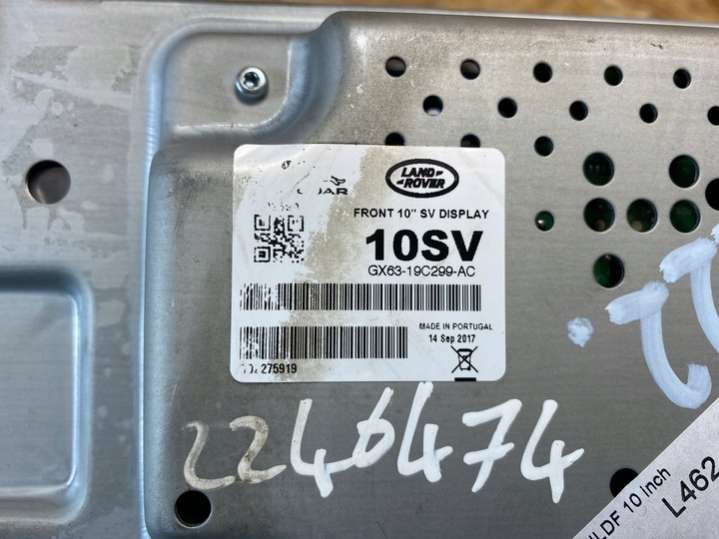 LAND ROVER
FRONT 10" SV DISPLAY
10SV
GX63-19C299-AC
MADE IN PORTUGAL
14 Sep 2017
275919
2246474
LDF 10 inch
L462